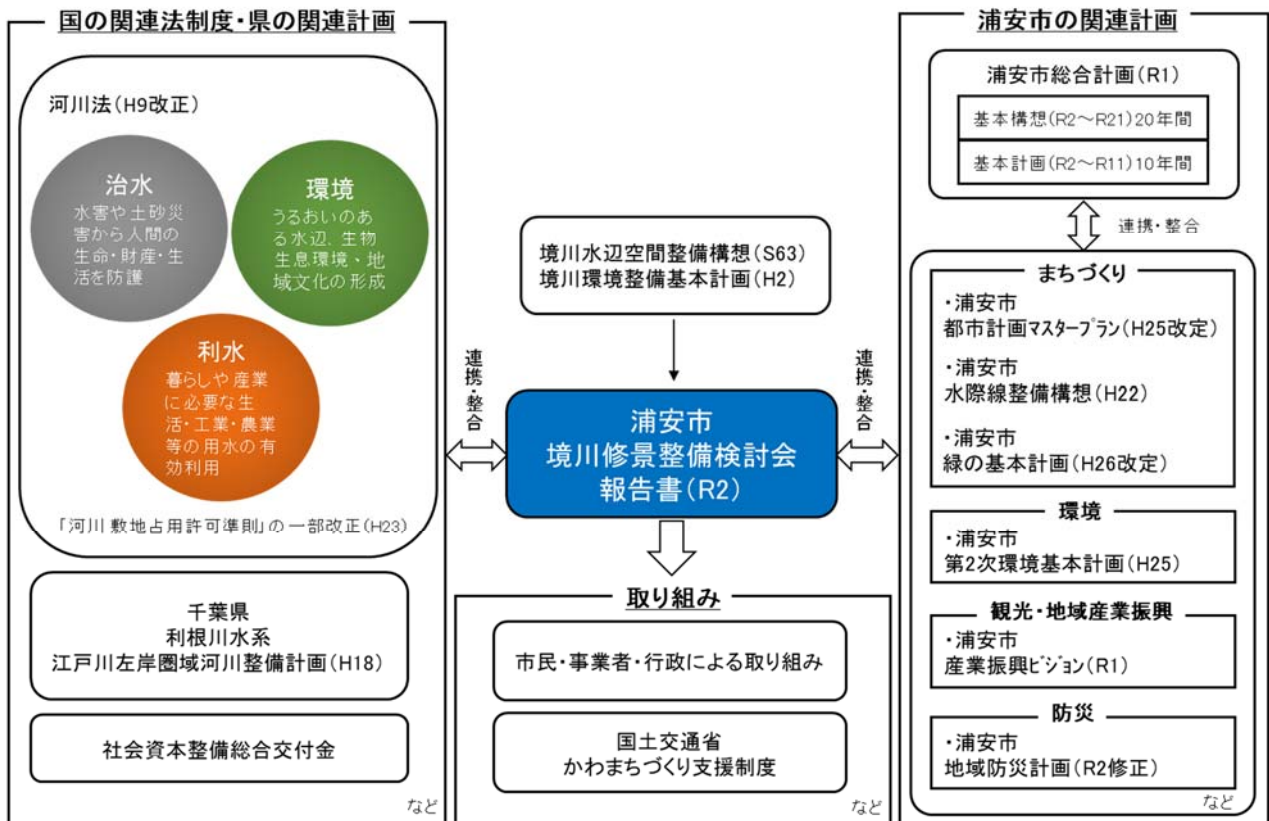 国の関連法制度・県の関連計画
河川法(H9改正)
治水
水害や土砂災
害から人間の
生命・財産・生
活を防護
環境
うるおいのあ
る水辺、生物
生息環境、地
域文化の形成
利水
暮らしや産業
に必要な生
活・工業・農業
等の用水の有
効利用
「河川敷地占用許可準則」の一部改正(H23)
千葉県
利根川水系
江戸川左岸圏域河川整備計画(H18)
社会資本整備総合交付金
など
連携・整合
境川水辺空間整備構想(S63)
境川環境整備基本計画(H2)
浦安市
境川修景整備検討会
報告書(R2)
取り組み
市民・事業者・行政による取り組み
国土交通省
かわまちづくり支援制度
など
連携・整合
浦安市の関連計画
浦安市総合計画(R1)
基本構想(R2～R21)20年間
基本計画(R2～R11)10年間
連携・整合
まちづくり
・浦安市
都市計画マスタープラン(H25改定)
・浦安市
水際線整備構想(H22)
・浦安市
緑の基本計画(H26改定)
環境
・浦安市
第2次環境基本計画(H25)
観光・地域産業振興
・浦安市
産業振興ビジョン(R1)
防災
・浦安市
地域防災計画(R2修正)
など